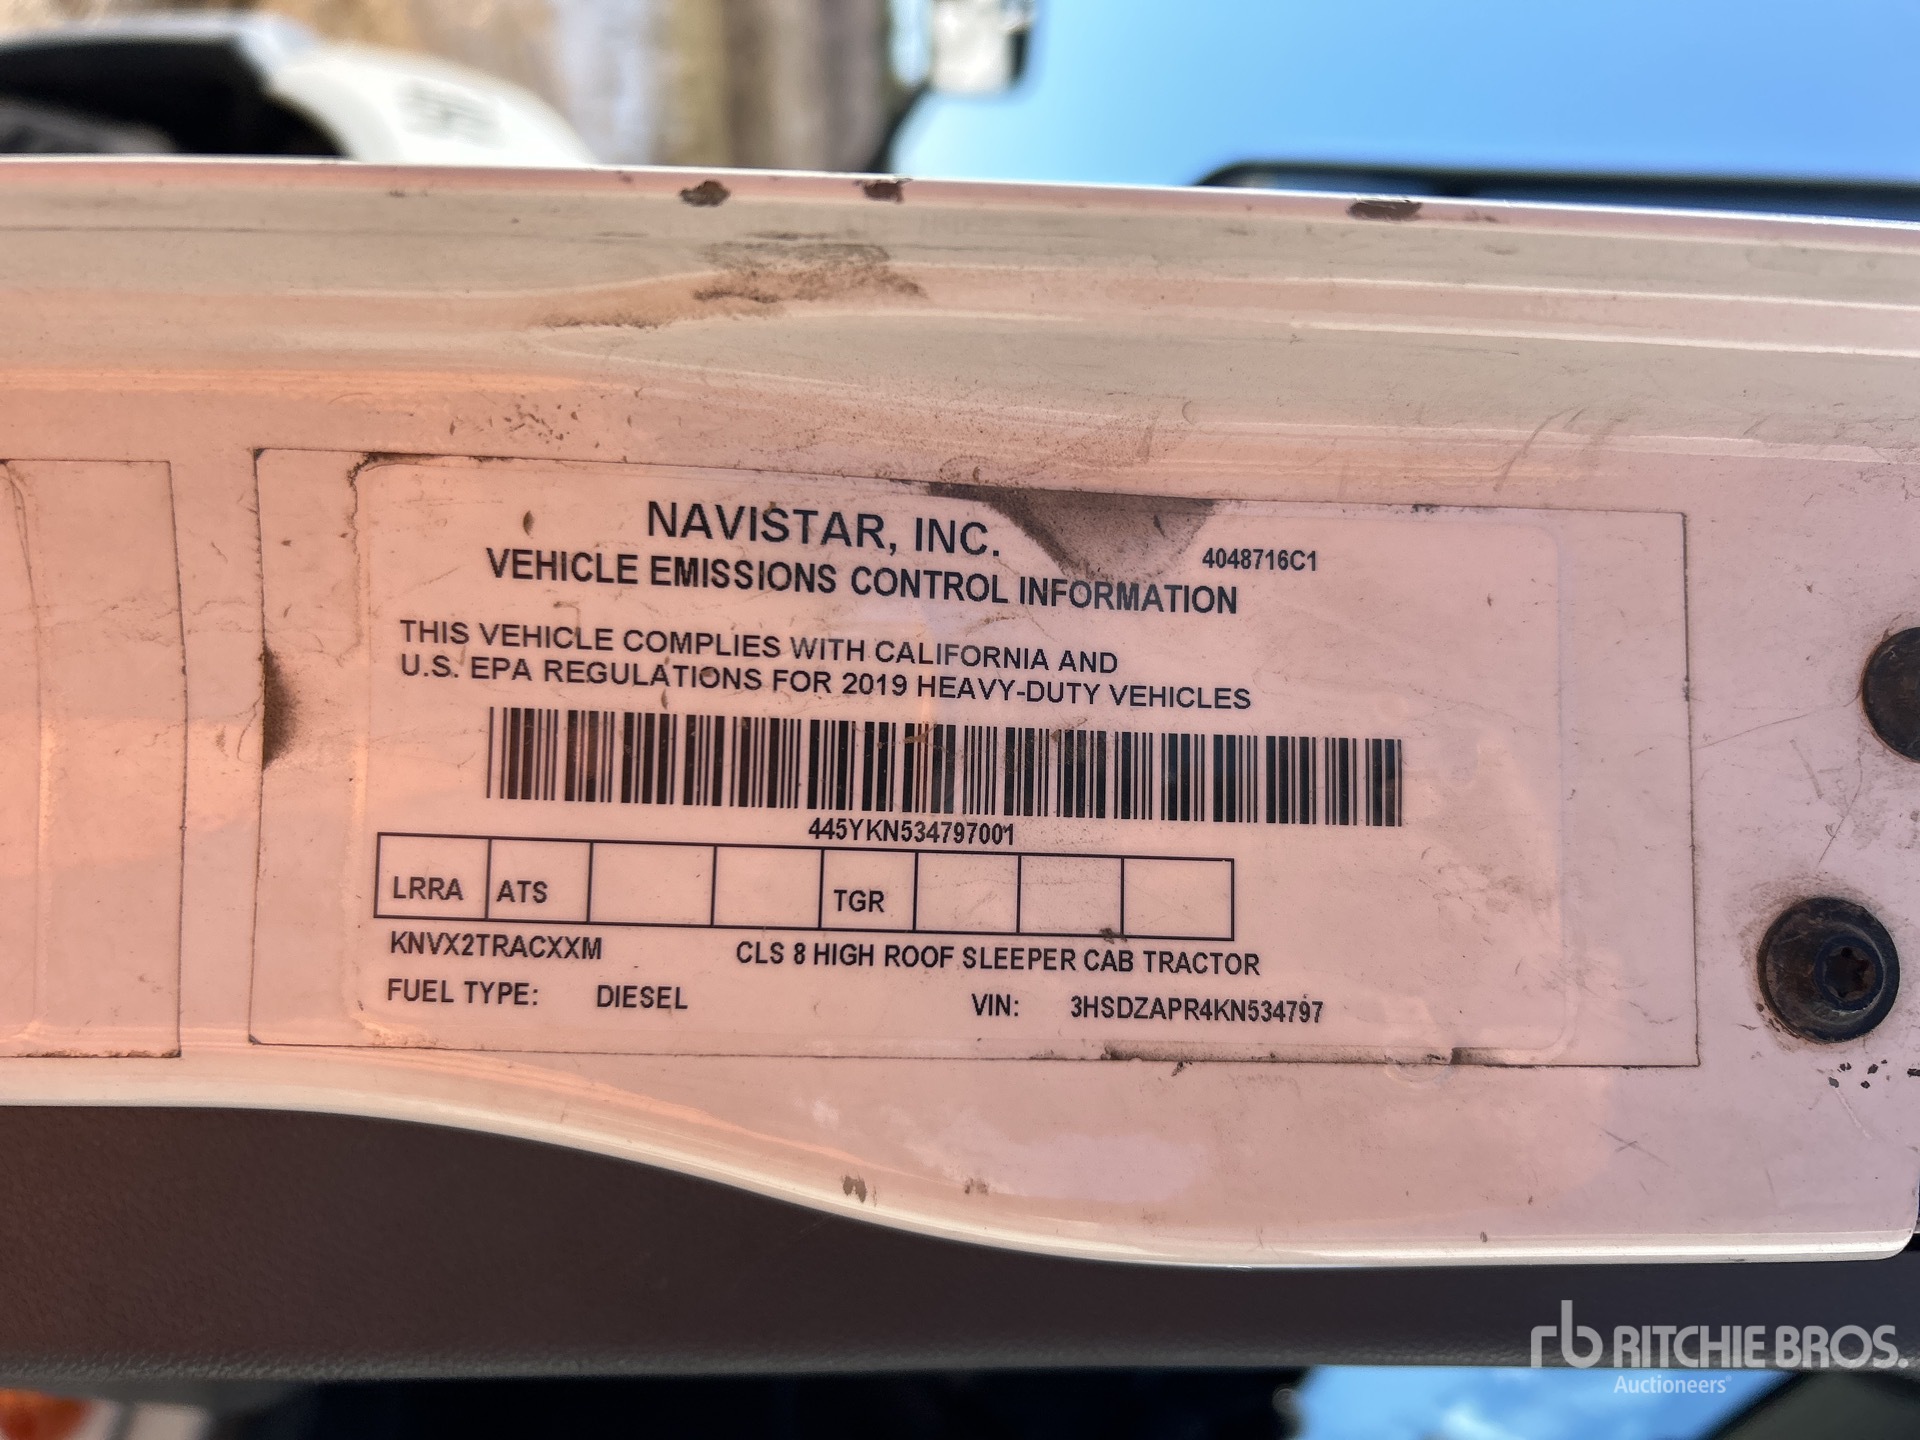 NAVISTAR, INC.
4048716C1
VEHICLE EMISSIONS CONTROL INFORMATION
THIS VEHICLE COMPLIES WITH CALIFORNIA AND
U.S. EPA REGULATIONS FOR 2019 HEAVY-DUTY VEHICLES
445YKN534797001
LRRA ATS TGR
KNVX2TRACXXM CLS 8 HIGH ROOF SLEEPER CAB TRACTOR
FUEL TYPE: DIESEL VIN: 3HSDZAPR4KN534797
rb RITCHIE BROS.
Auctioneers